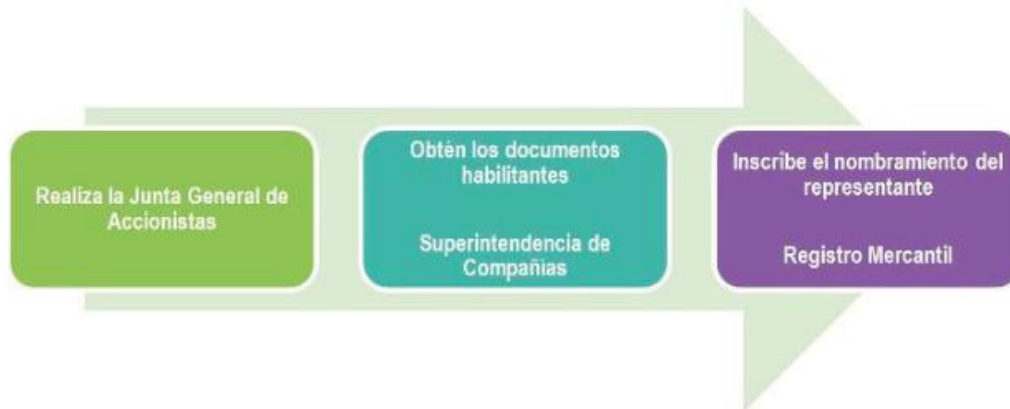 Realiza la Junta General de
Accionistas
Obtén los documentos
habilitantes
Superintendencia de
Compañías
Inscribe el nombramiento del
representante
Registro Mercantil